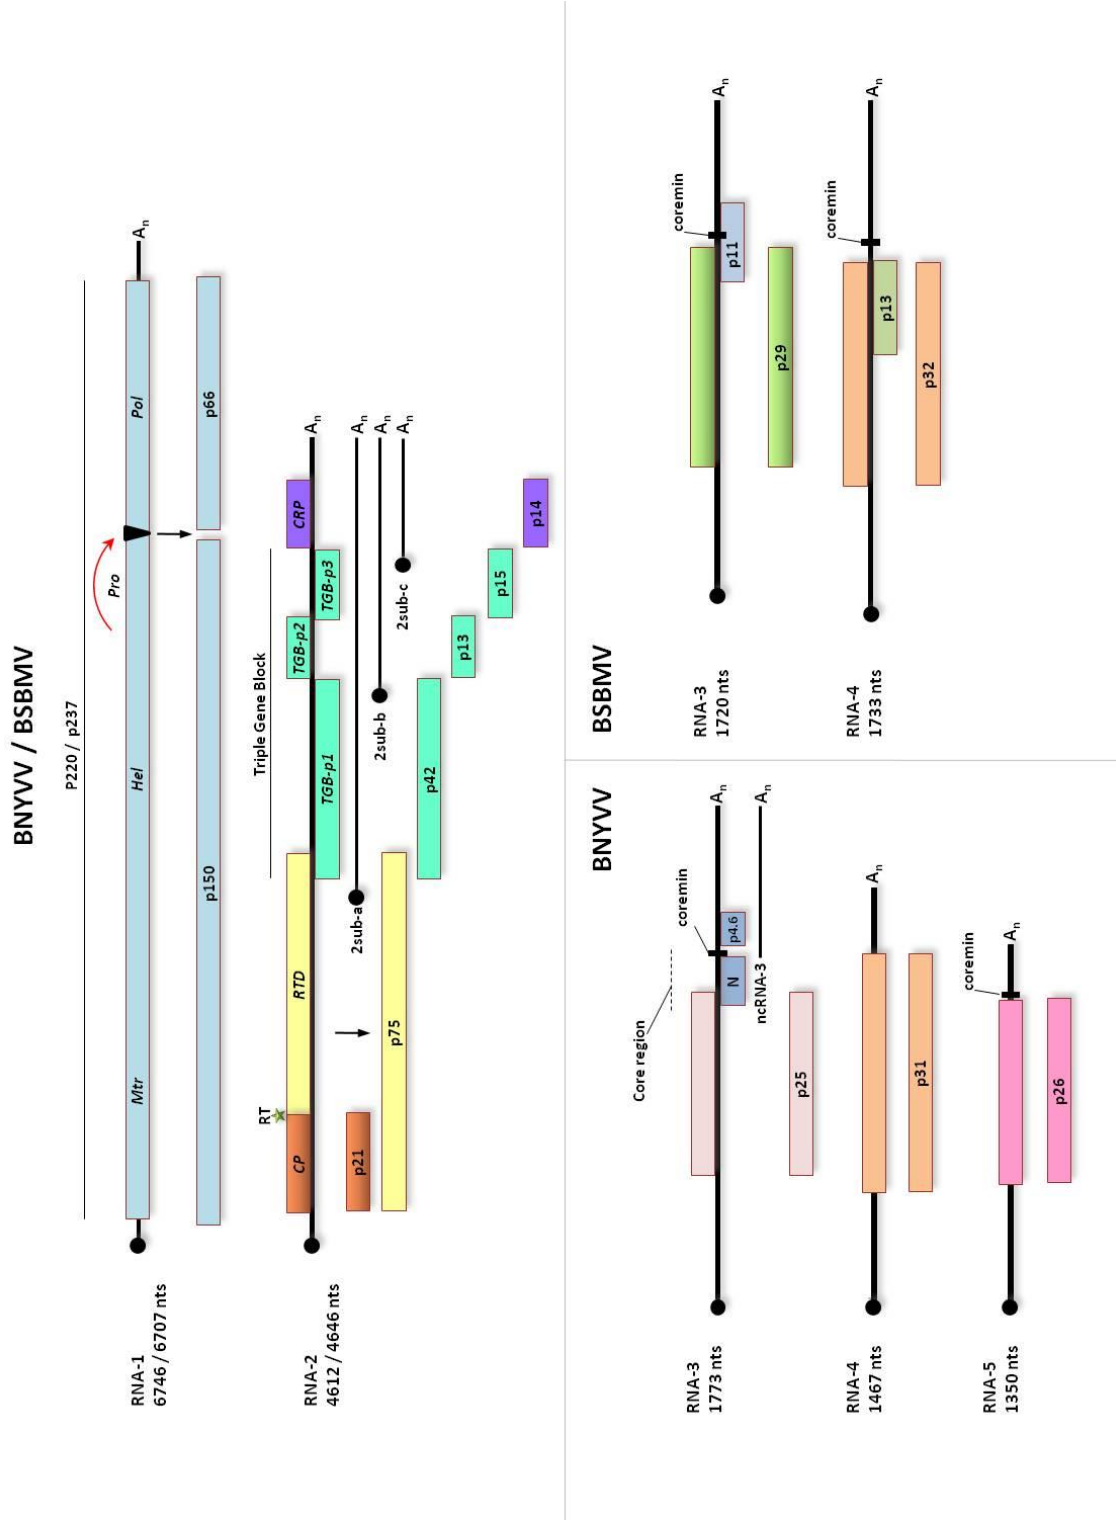 BNYVV / BSBMV
P220 / p237
Pro
RNA-1
6746 / 6707 nts
Mtr
Hel
Pol
An
p150
p66
Triple Gene Block
RT
RNA-2
4612 / 4646 nts
CP
RTD
TGB-p1
TGB-p2
TGB-p3
CRP
An
2sub-a
An
2sub-b
An
2sub-c
An
p21
p75
p42
p13
p15
p14
BNYVV
Core region
coremin
RNA-3
1773 nts
An
N
p4.6
ncRNA-3
An
p25
RNA-4
1467 nts
An
p31
coremin
RNA-5
1350 nts
An
p26
BSBMV
coremin
RNA-3
1720 nts
An
p11
p29
coremin
RNA-4
1733 nts
An
p13
p32